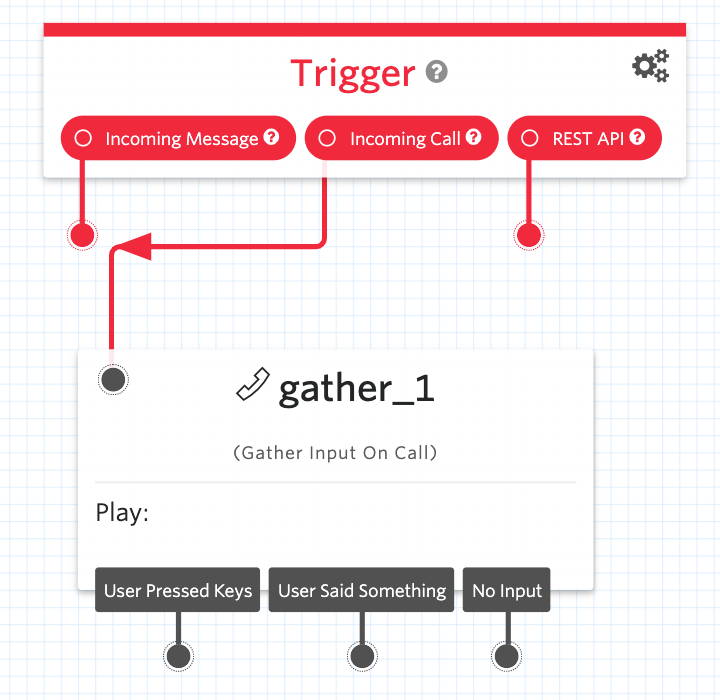 Trigger ?
Incoming Message ? Incoming Call ? REST API ?
gather_1
(Gather Input On Call)
Play:
User Pressed Keys User Said Something No Input